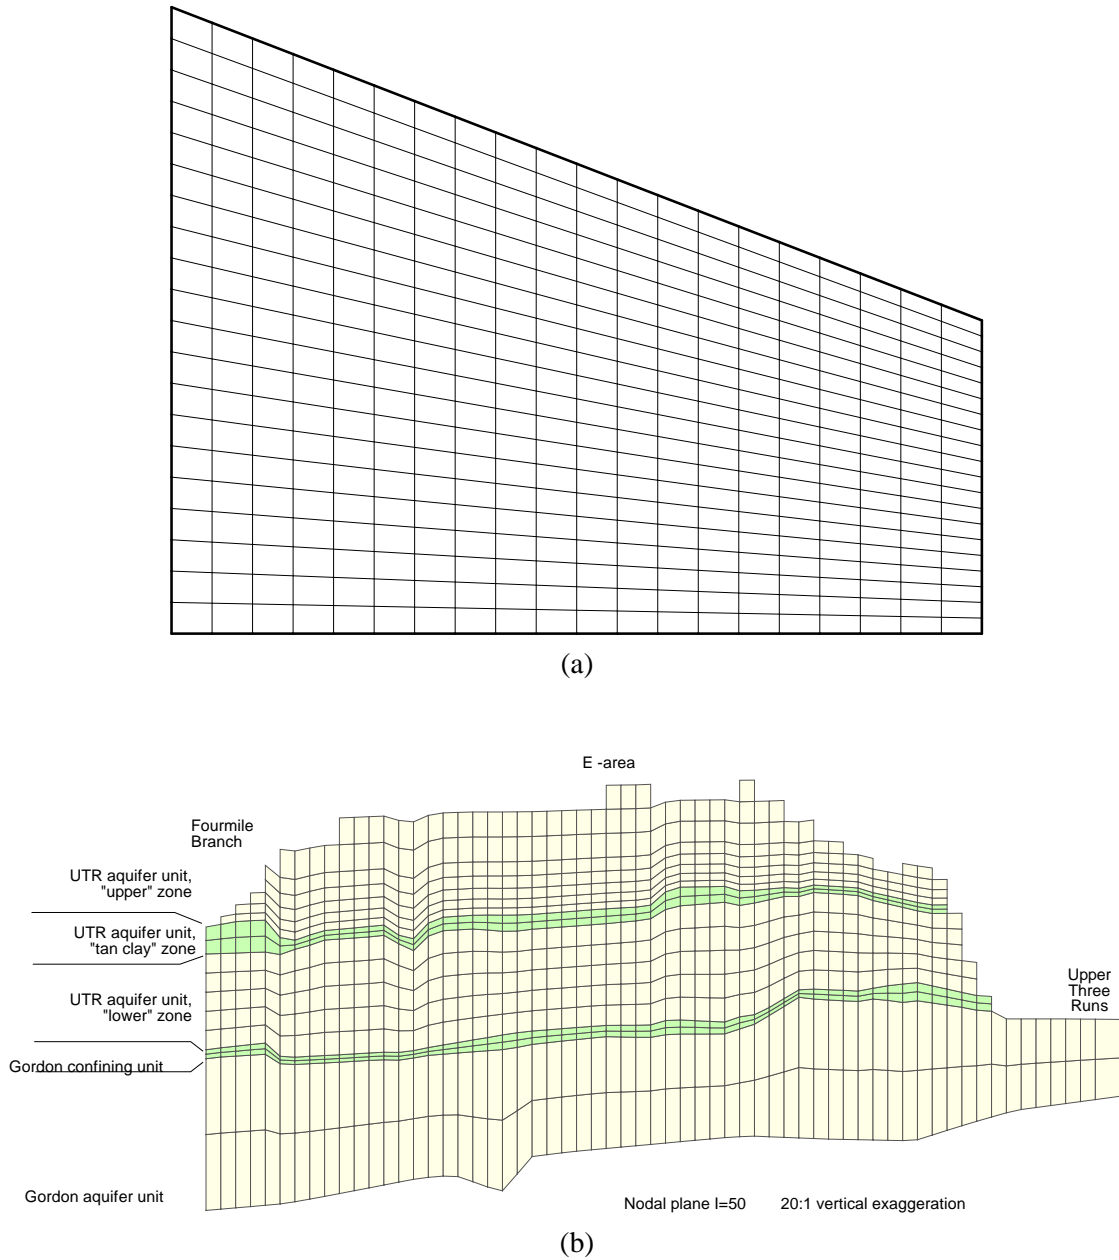 (a)
E -area
Fourmile
Branch
UTR aquifer unit,
"upper" zone
UTR aquifer unit,
"tan clay" zone
UTR aquifer unit,
"lower" zone
Gordon confining unit
Gordon aquifer unit
Upper
Three
Runs
Nodal plane I=50 20:1 vertical exaggeration
(b)